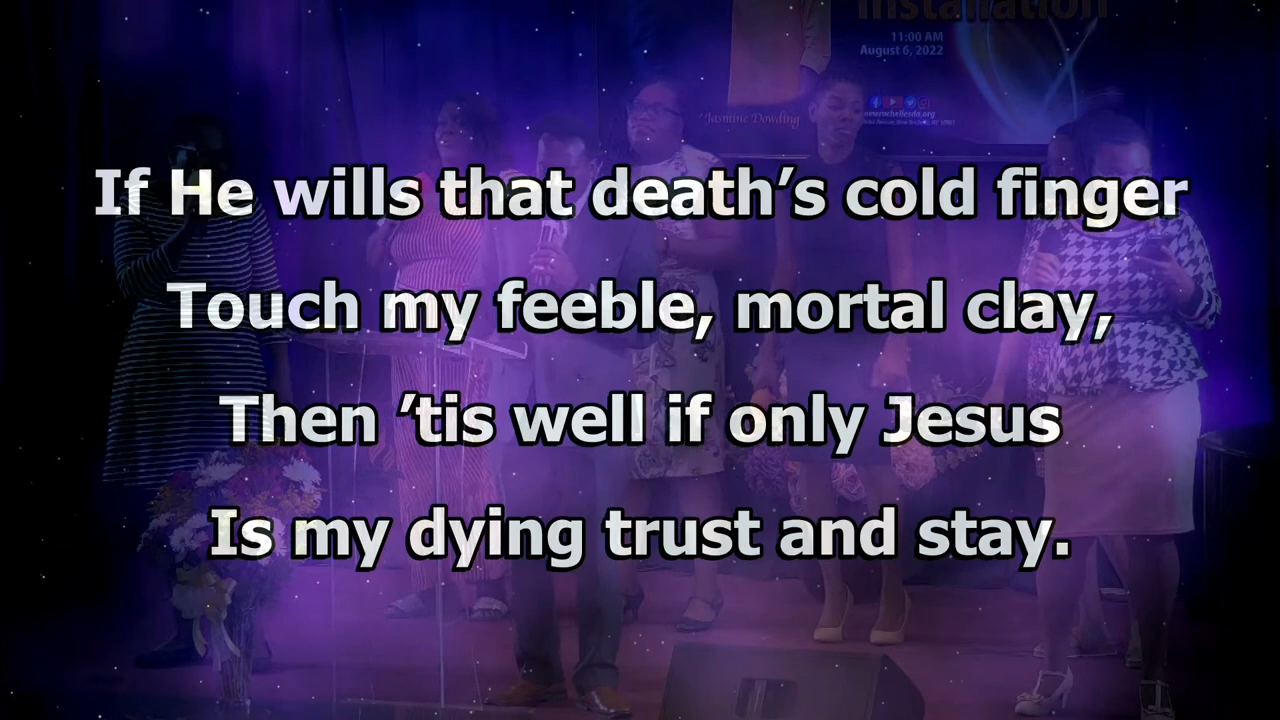 Installation
11:00 AM
August 6, 2022
Jasmine Dowding
If He wills that death’s cold finger
Touch my feeble, mortal clay,
Then ’tis well if only Jesus
Is my dying trust and stay.